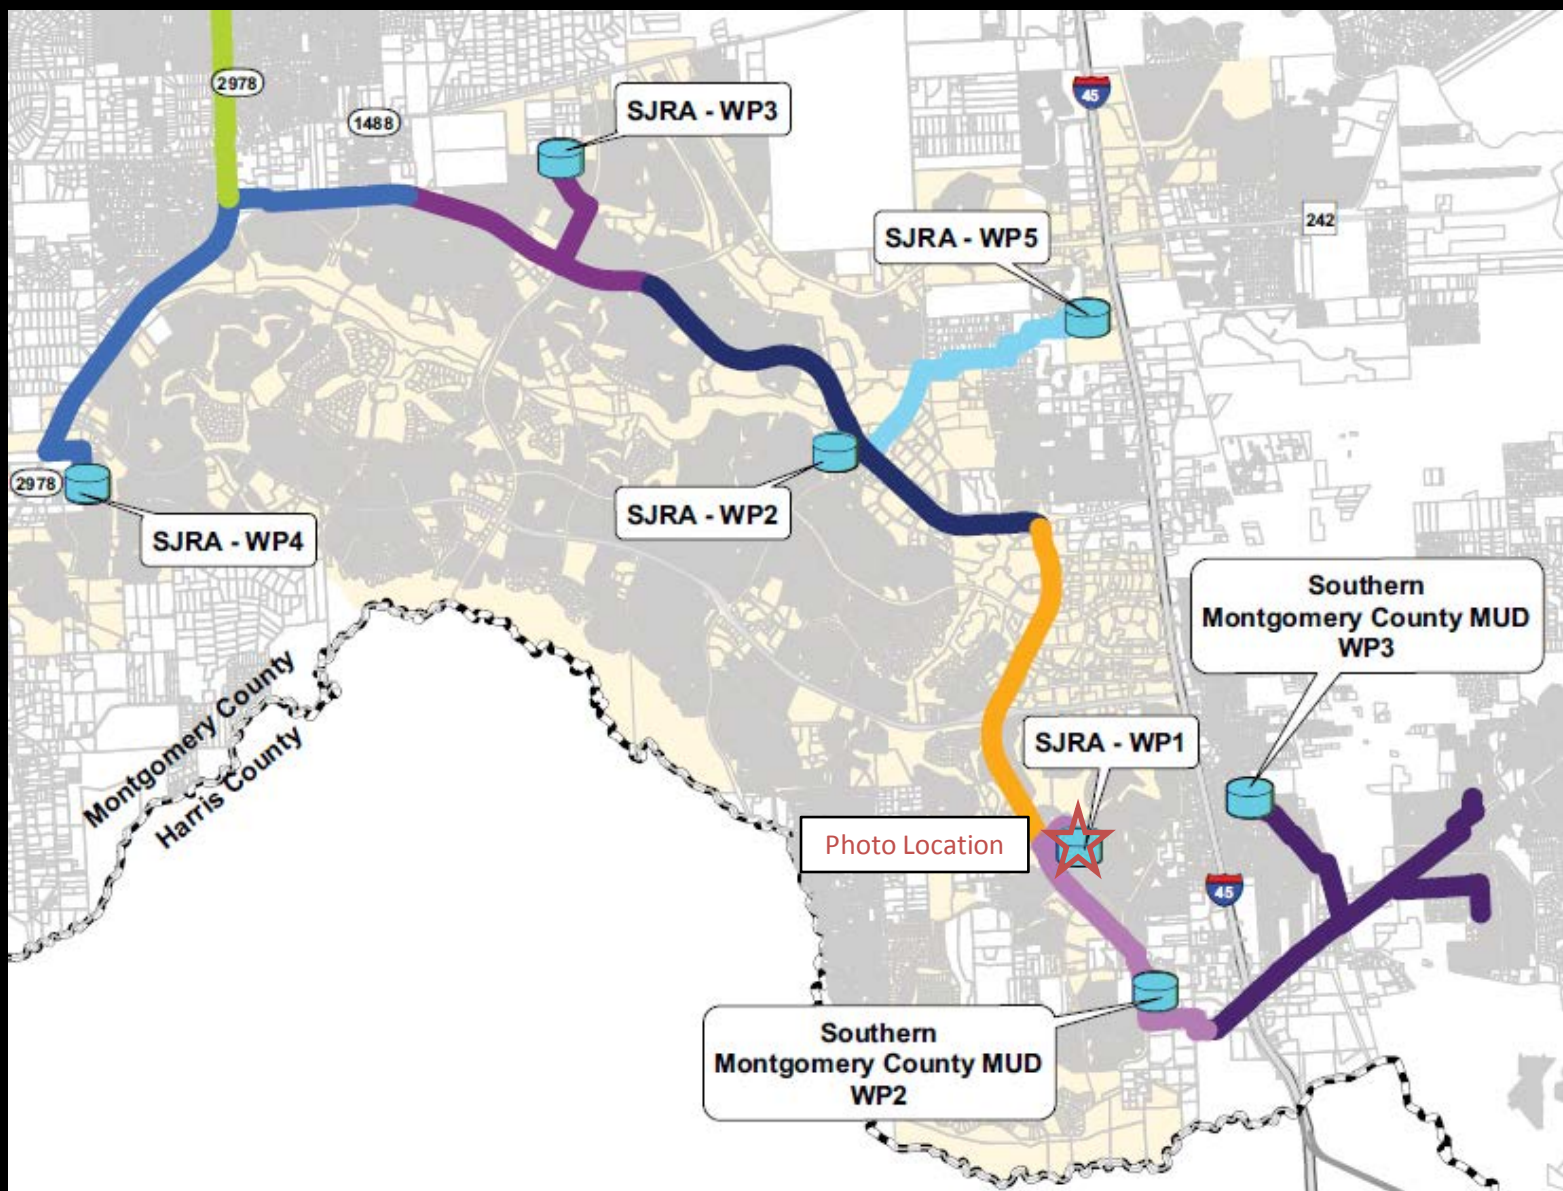 2978
1488
SJRA - WP3
45
SJRA - WP5
242
2978
SJRA - WP4
SJRA - WP2
Southern
Montgomery County MUD
WP3
Montgomery County
Harris County
SJRA - WP1
Photo Location
45
Southern
Montgomery County MUD
WP2